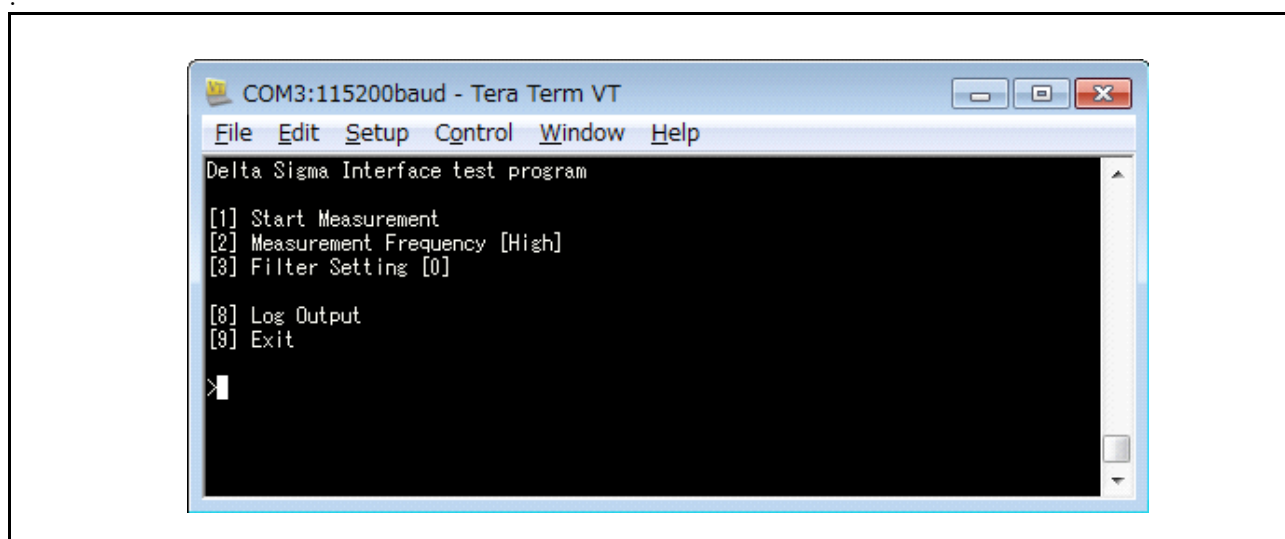 .
COM3:115200baud - Tera Term VT
File Edit Setup Control Window Help
Delta Sigma Interface test program
[1] Start Measurement
[2] Measurement Frequency [High]
[3] Filter Setting [0]
[8] Log Output
[9] Exit
>